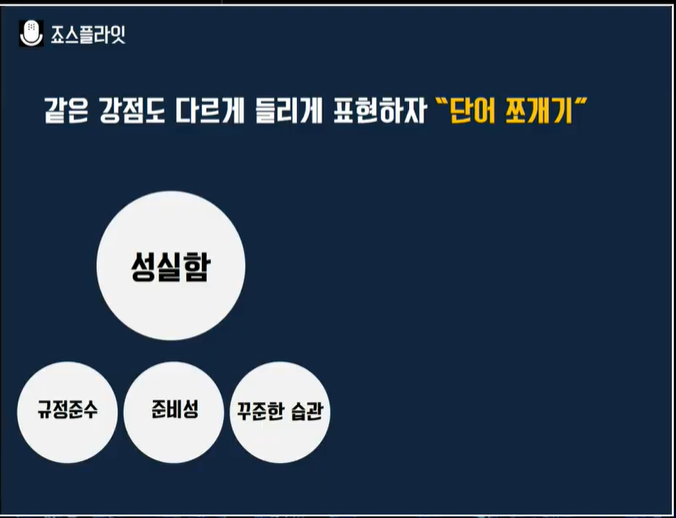 죠스플라잇
같은 강점도 다르게 들리게 표현하자 “단어 쪼개기”
성실함
규정준수
준비성
꾸준한 습관